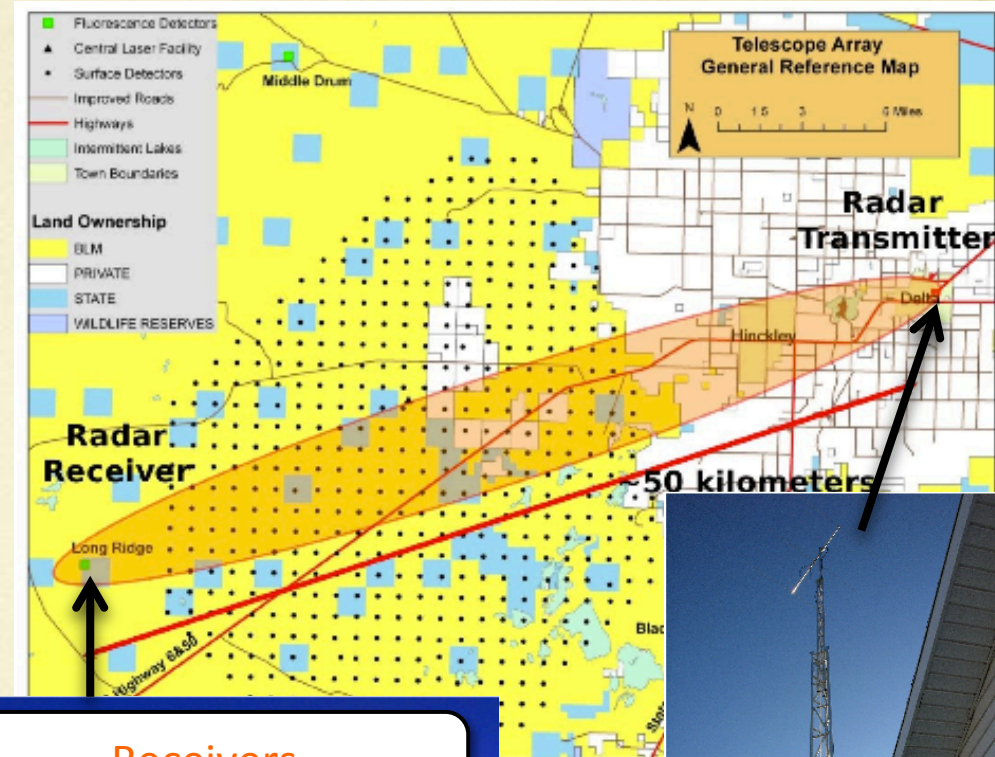 Fluorescence Detectors
Central Laser Facility
Surface Detectors
Improved Roads
Highways
Intermittent Lakes
Town Boundaries
Land Ownership
BLM
PRIVATE
STATE
WILDLIFE RESERVES
Middle Drum
Telescope Array
General Reference Map
N 0 1.5 3 6 Miles
Radar
Transmitter
Delta
Hinckley
Radar
Receiver
~50 kilometers
Long Ridge
Highway 6&50
Receivers